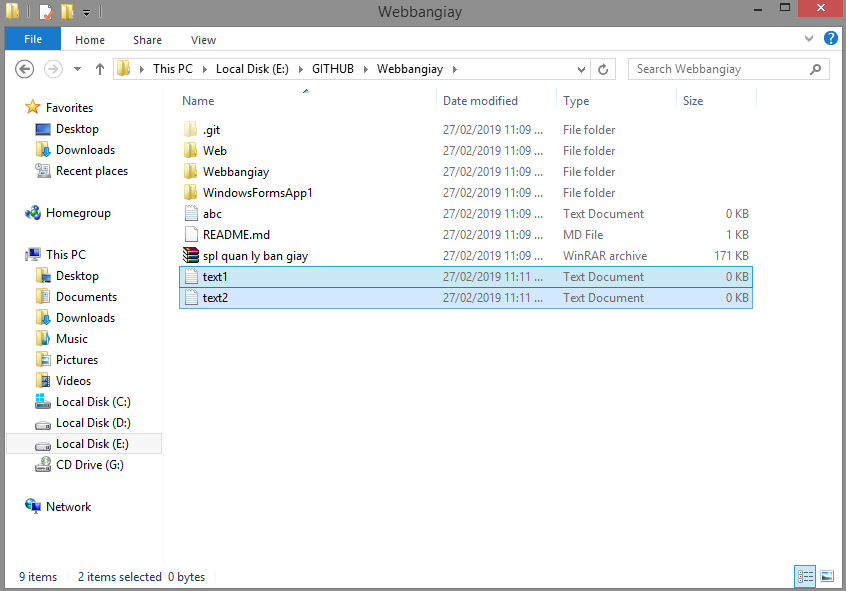 Webbangiay
File Home Share View
This PC Local Disk (E:) GITHUB Webbangiay Search Webbangiay
Name Date modified Type Size
Favorites
Desktop
Downloads
Recent places
Homegroup
This PC
Desktop
Documents
Downloads
Music
Pictures
Videos
Local Disk (C:)
Local Disk (D:)
Local Disk (E:)
CD Drive (G:)
Network
.git 27/02/2019 11:09 ... File folder
Web 27/02/2019 11:09 ... File folder
Webbangiay 27/02/2019 11:09 ... File folder
WindowsFormsApp1 27/02/2019 11:09 ... File folder
abc 27/02/2019 11:09 ... Text Document 0 KB
README.md 27/02/2019 11:09 ... MD File 1 KB
spl quan ly ban giay 27/02/2019 11:09 ... WinRAR archive 171 KB
text1 27/02/2019 11:11 ... Text Document 0 KB
text2 27/02/2019 11:11 ... Text Document 0 KB
9 items 2 items selected 0 bytes